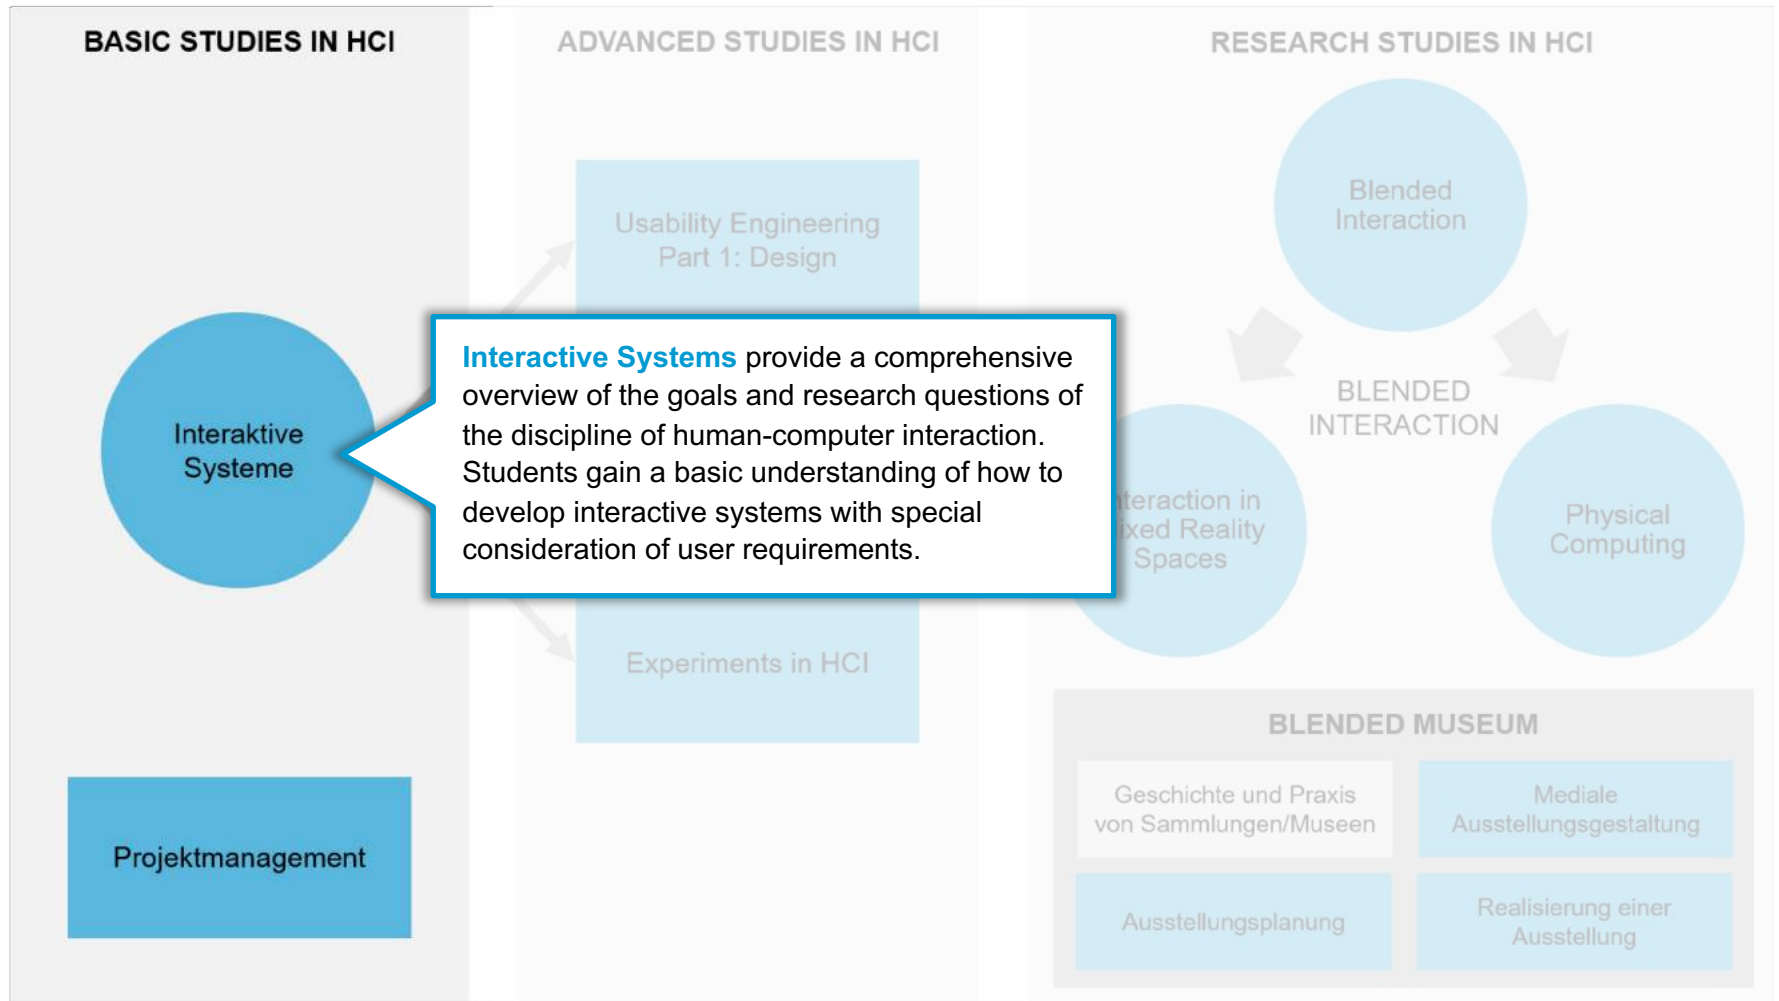 BASIC STUDIES IN HCI
Interaktive
Systeme
Projektmanagement
ADVANCED STUDIES IN HCI
Usability Engineering
Part 1: Design
Interactive Systems provide a comprehensive
overview of the goals and research questions of
the discipline of human-computer interaction.
Students gain a basic understanding of how to
develop interactive systems with special
consideration of user requirements.
Experiments in HCI
RESEARCH STUDIES IN HCI
Blended
Interaction
BLENDED
INTERACTION
nteraction in
ixed Reality
Spaces
Physical
Computing
BLENDED MUSEUM
Geschichte und Praxis
von Sammlungen/Museen
Mediale
Ausstellungsgestaltung
Ausstellungsplanung
Realisierung einer
Ausstellung